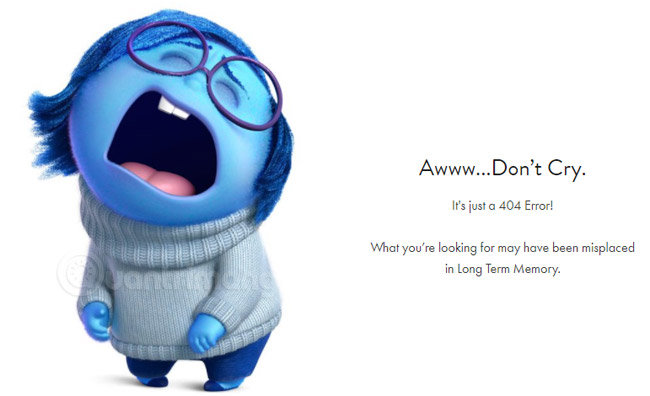 Awww...Don't Cry.
It's just a 404 Error!
What you're looking for may have been misplaced
in Long Term Memory.